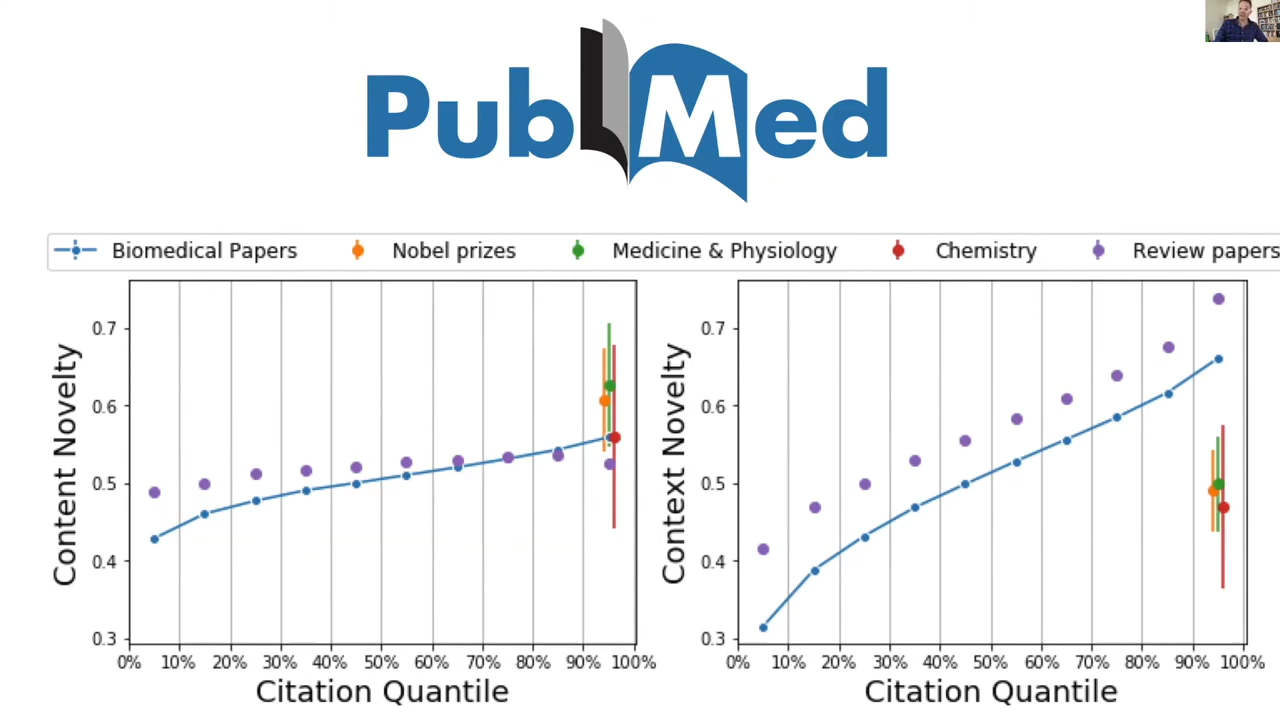 PubMed
Biomedical Papers Nobel prizes Medicine & Physiology Chemistry Review papers
Content Novelty
0.7
0.6
0.5
0.4
0.3
0% 10% 20% 30% 40% 50% 60% 70% 80% 90% 100%
Citation Quantile
Context Novelty
0.7
0.6
0.5
0.4
0.3
0% 10% 20% 30% 40% 50% 60% 70% 80% 90% 100%
Citation Quantile